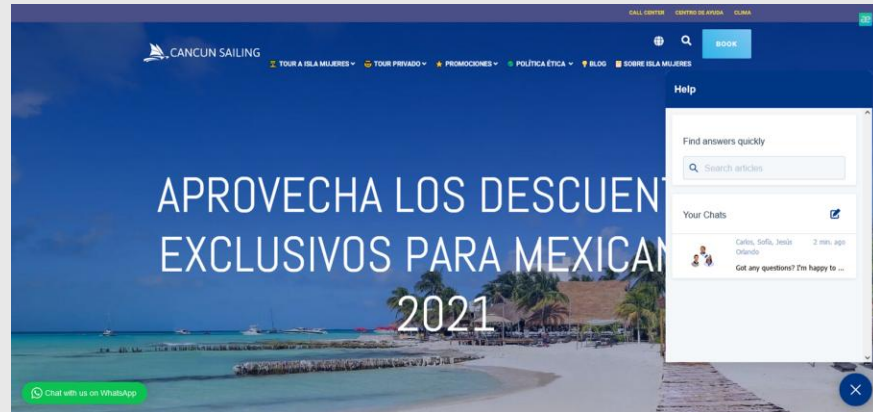 CALL CENTER CENTRO DE AYUDA CLIMA
æ
CANCUN SAILING
BOOK
TOUR A ISLA MUJERES TOUR PRIVADO PROMOCIONES POLÍTICA ÉTICA BLOG SOBRE ISLA MUJERES
Help
Find answers quickly
Search articles
Your Chats
Carlos, Sofía, Jesús 2 min. ago
Orlando
Got any questions? I'm happy to ...
APROVECHA LOS DESCUENT
EXCLUSIVOS PARA MEXICAN
2021
Chat with us on WhatsApp